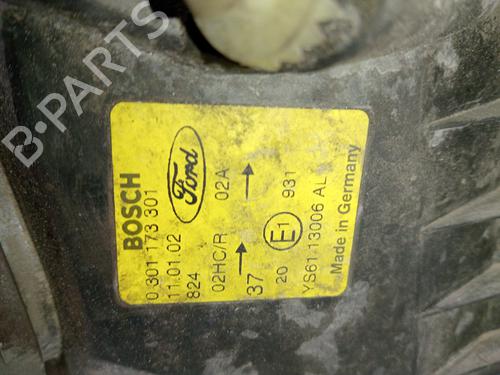 BOSCH
0 301 173 301
11.01.02
824
Ford
02HC/R 02A
37
20 E1 931
YS61 13006 AL
Made in Germany
B-PARTS